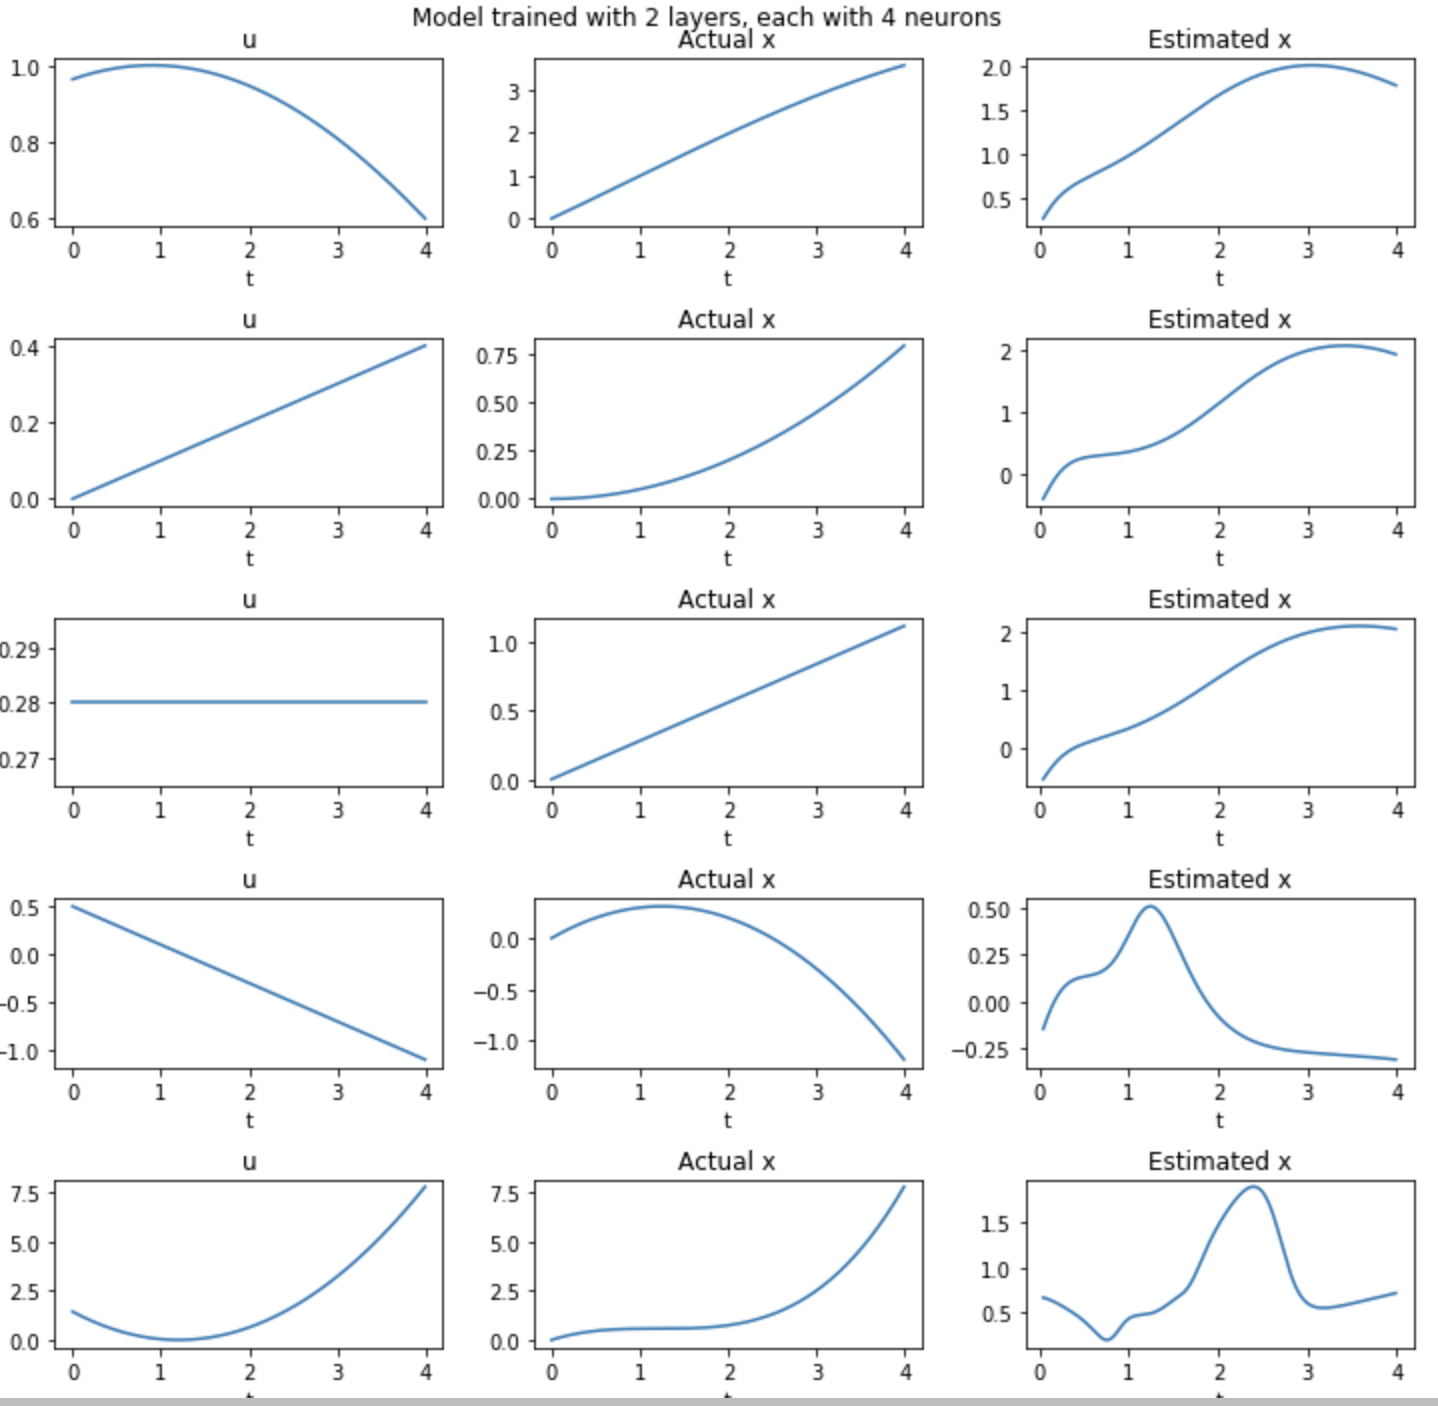 Model trained with 2 layers, each with 4 neurons
u Actual x Estimated x
1.0 3 2.0
0.8 2 1.5
0.6 1 1.0
0 0.5
0 1 2 3 4 0 1 2 3 4 0 1 2 3 4
t t t
u Actual x Estimated x
0.4 0.75 2
0.2 0.50 1
0.0 0.25 0
0.00
0 1 2 3 4 0 1 2 3 4 0 1 2 3 4
t t t
u Actual x Estimated x
0.29 1.0 2
0.28 0.5 1
0.27 0.0 0
0 1 2 3 4 0 1 2 3 4 0 1 2 3 4
t t t
u Actual x Estimated x
0.5 0.0 0.50
0.0 −0.5 0.25
−0.5 −1.0 0.00
−1.0 −0.25
0 1 2 3 4 0 1 2 3 4 0 1 2 3 4
t t t
u Actual x Estimated x
7.5 7.5 1.5
5.0 5.0 1.0
2.5 2.5 0.5
0.0 0.0
0 1 2 3 4 0 1 2 3 4 0 1 2 3 4